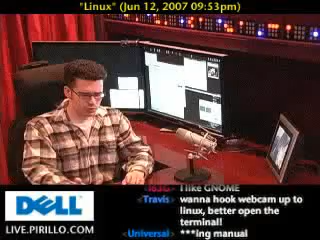 *Linux* (Jun 12, 2007 09:53pm)
I like GNOME
DELL
<Travis> wanna hook webcam up to
linux, better open the
terminal!
LIVE.PIRILLO.COM
<Universal> ***ing manual